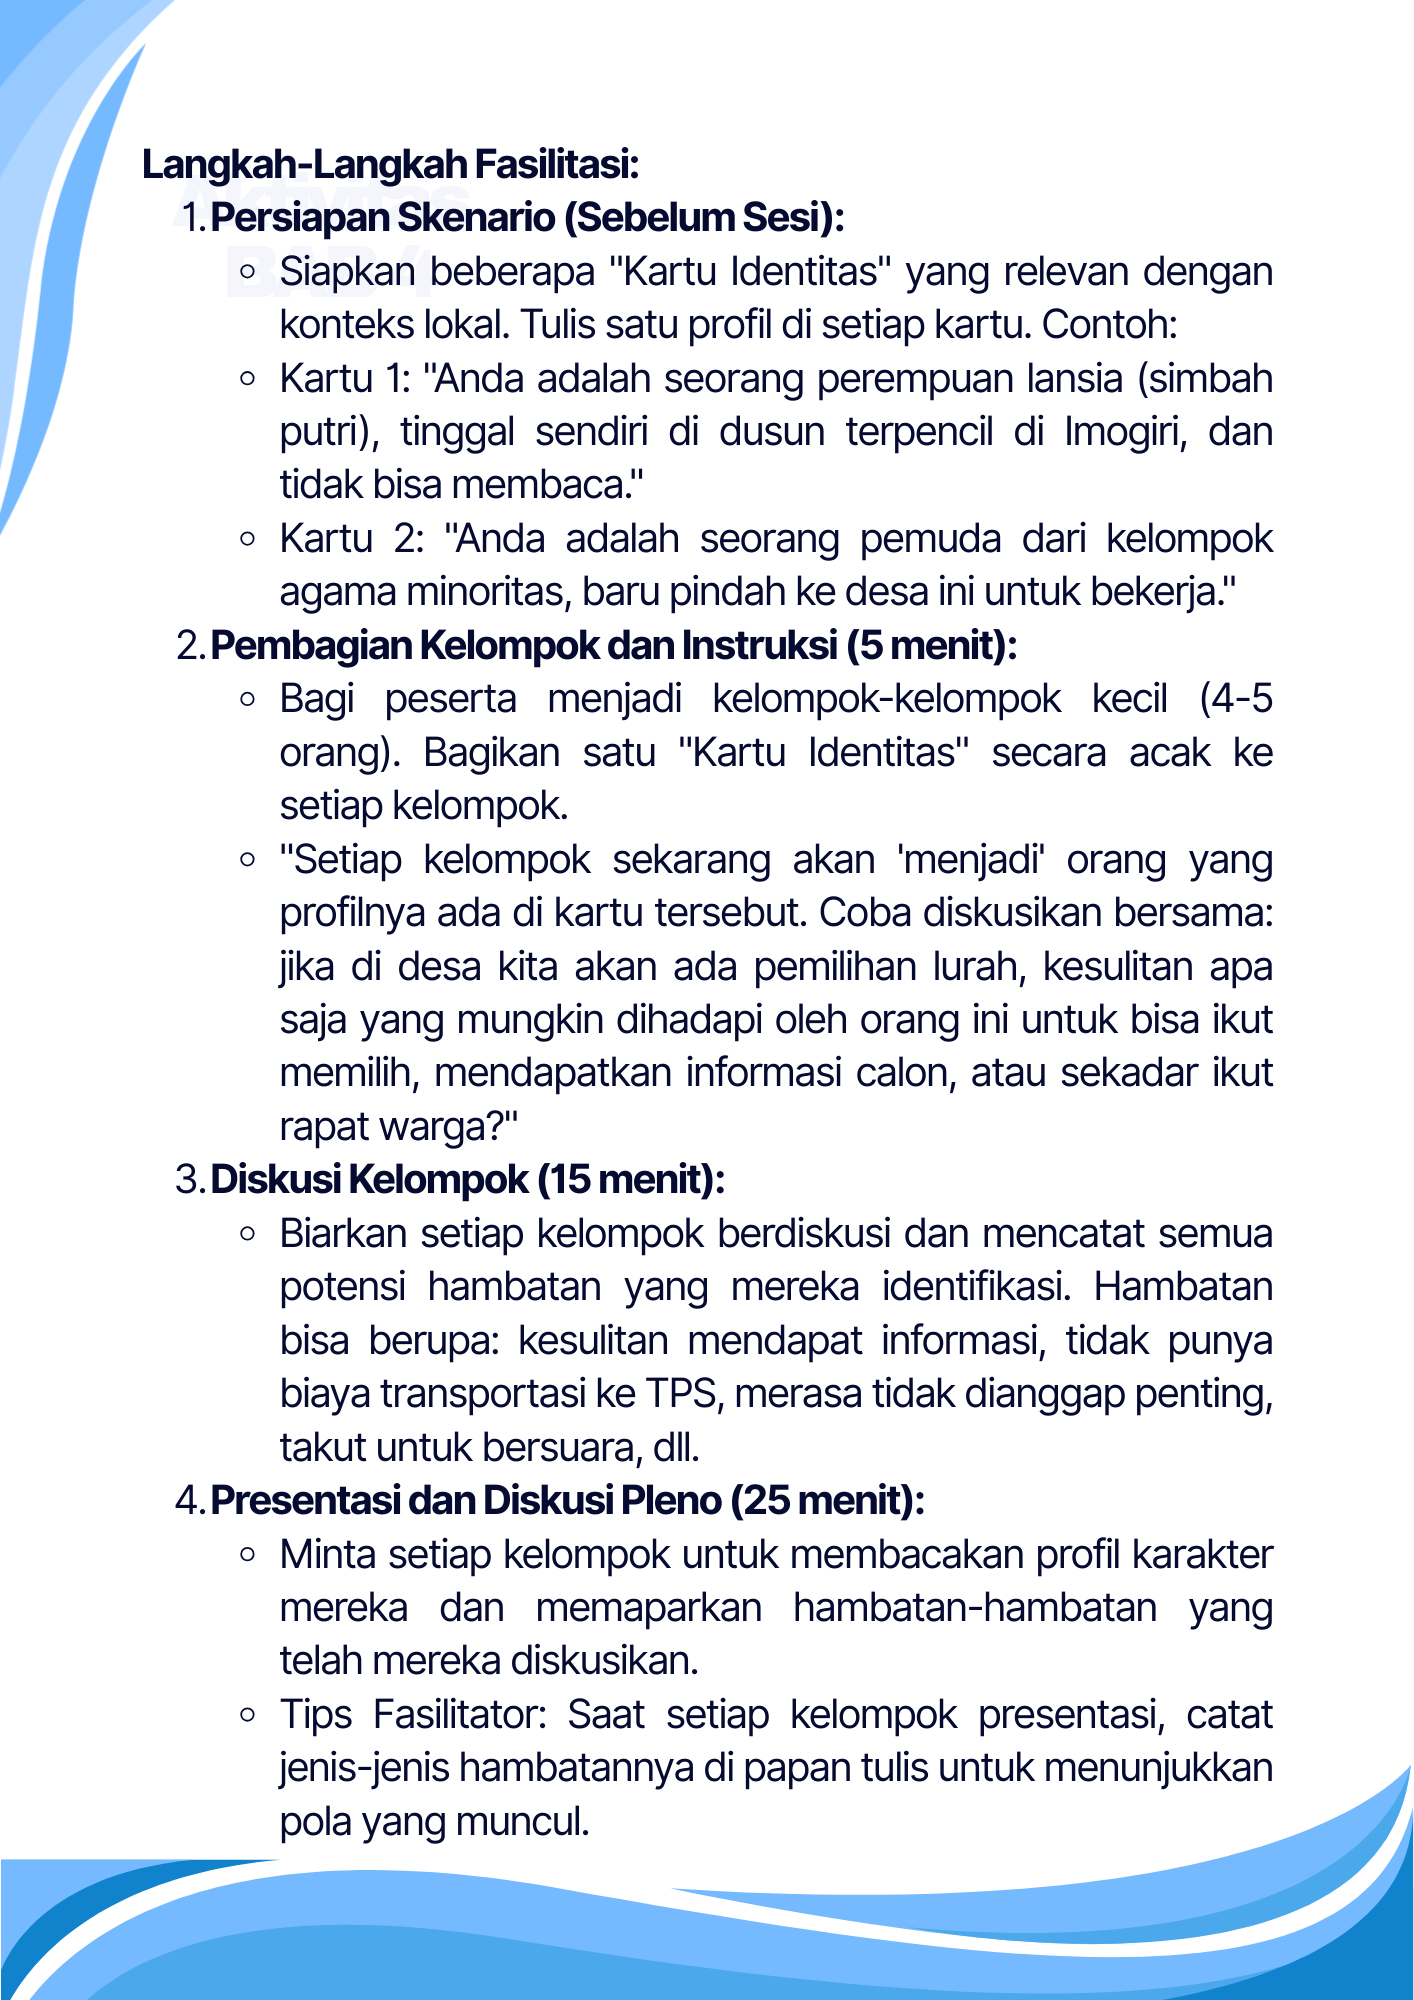 Langkah-Langkah Fasilitasi:
Aktivitas
1. Persiapan Skenario (Sebelum Sesi):
BAB 4
○ Siapkan beberapa "Kartu Identitas" yang relevan dengan
konteks lokal. Tulis satu profil di setiap kartu. Contoh:
○ Kartu 1: "Anda adalah seorang perempuan lansia (simbah
putri), tinggal sendiri di dusun terpencil di Imogiri, dan
tidak bisa membaca."
○ Kartu 2: "Anda adalah seorang pemuda dari kelompok
agama minoritas, baru pindah ke desa ini untuk bekerja."
2. Pembagian Kelompok dan Instruksi (5 menit):
○ Bagi peserta menjadi kelompok-kelompok kecil (4-5
orang). Bagikan satu "Kartu Identitas" secara acak ke
setiap kelompok.
○ "Setiap kelompok sekarang akan 'menjadi' orang yang
profilnya ada di kartu tersebut. Coba diskusikan bersama:
jika di desa kita akan ada pemilihan lurah, kesulitan apa
saja yang mungkin dihadapi oleh orang ini untuk bisa ikut
memilih, mendapatkan informasi calon, atau sekadar ikut
rapat warga?"
3. Diskusi Kelompok (15 menit):
○ Biarkan setiap kelompok berdiskusi dan mencatat semua
potensi hambatan yang mereka identifikasi. Hambatan
bisa berupa: kesulitan mendapat informasi, tidak punya
biaya transportasi ke TPS, merasa tidak dianggap penting,
takut untuk bersuara, dll.
4. Presentasi dan Diskusi Pleno (25 menit):
○ Minta setiap kelompok untuk membacakan profil karakter
mereka dan memaparkan hambatan-hambatan yang
telah mereka diskusikan.
○ Tips Fasilitator: Saat setiap kelompok presentasi, catat
jenis-jenis hambatannya di papan tulis untuk menunjukkan
pola yang muncul.